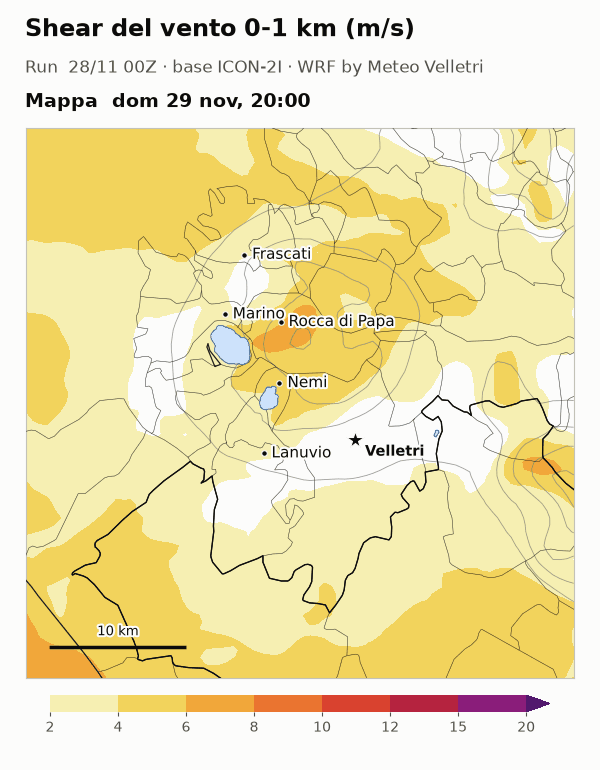 Shear del vento 0-1 km (m/s)
Run  28/11 00Z · base ICON-2I · WRF by Meteo Velletri
Mappa  dom 29 nov, 20:00
Frascati
Marino
Rocca di Papa
Nemi
Lanuvio
Velletri
10 km
2 4 6 8 10 12 15 20